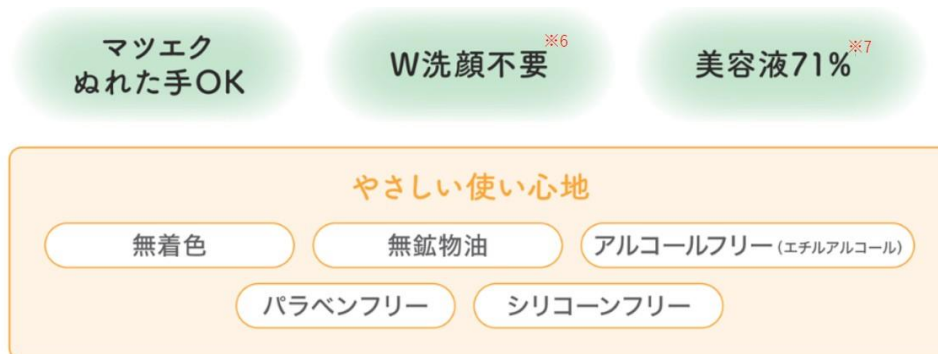 マツエク
ぬれた手OK
W洗顔不要※6
美容液71%※7
やさしい使い心地
無着色
無鉱物油
アルコールフリー（エチルアルコール）
パラベンフリー
シリコーンフリー